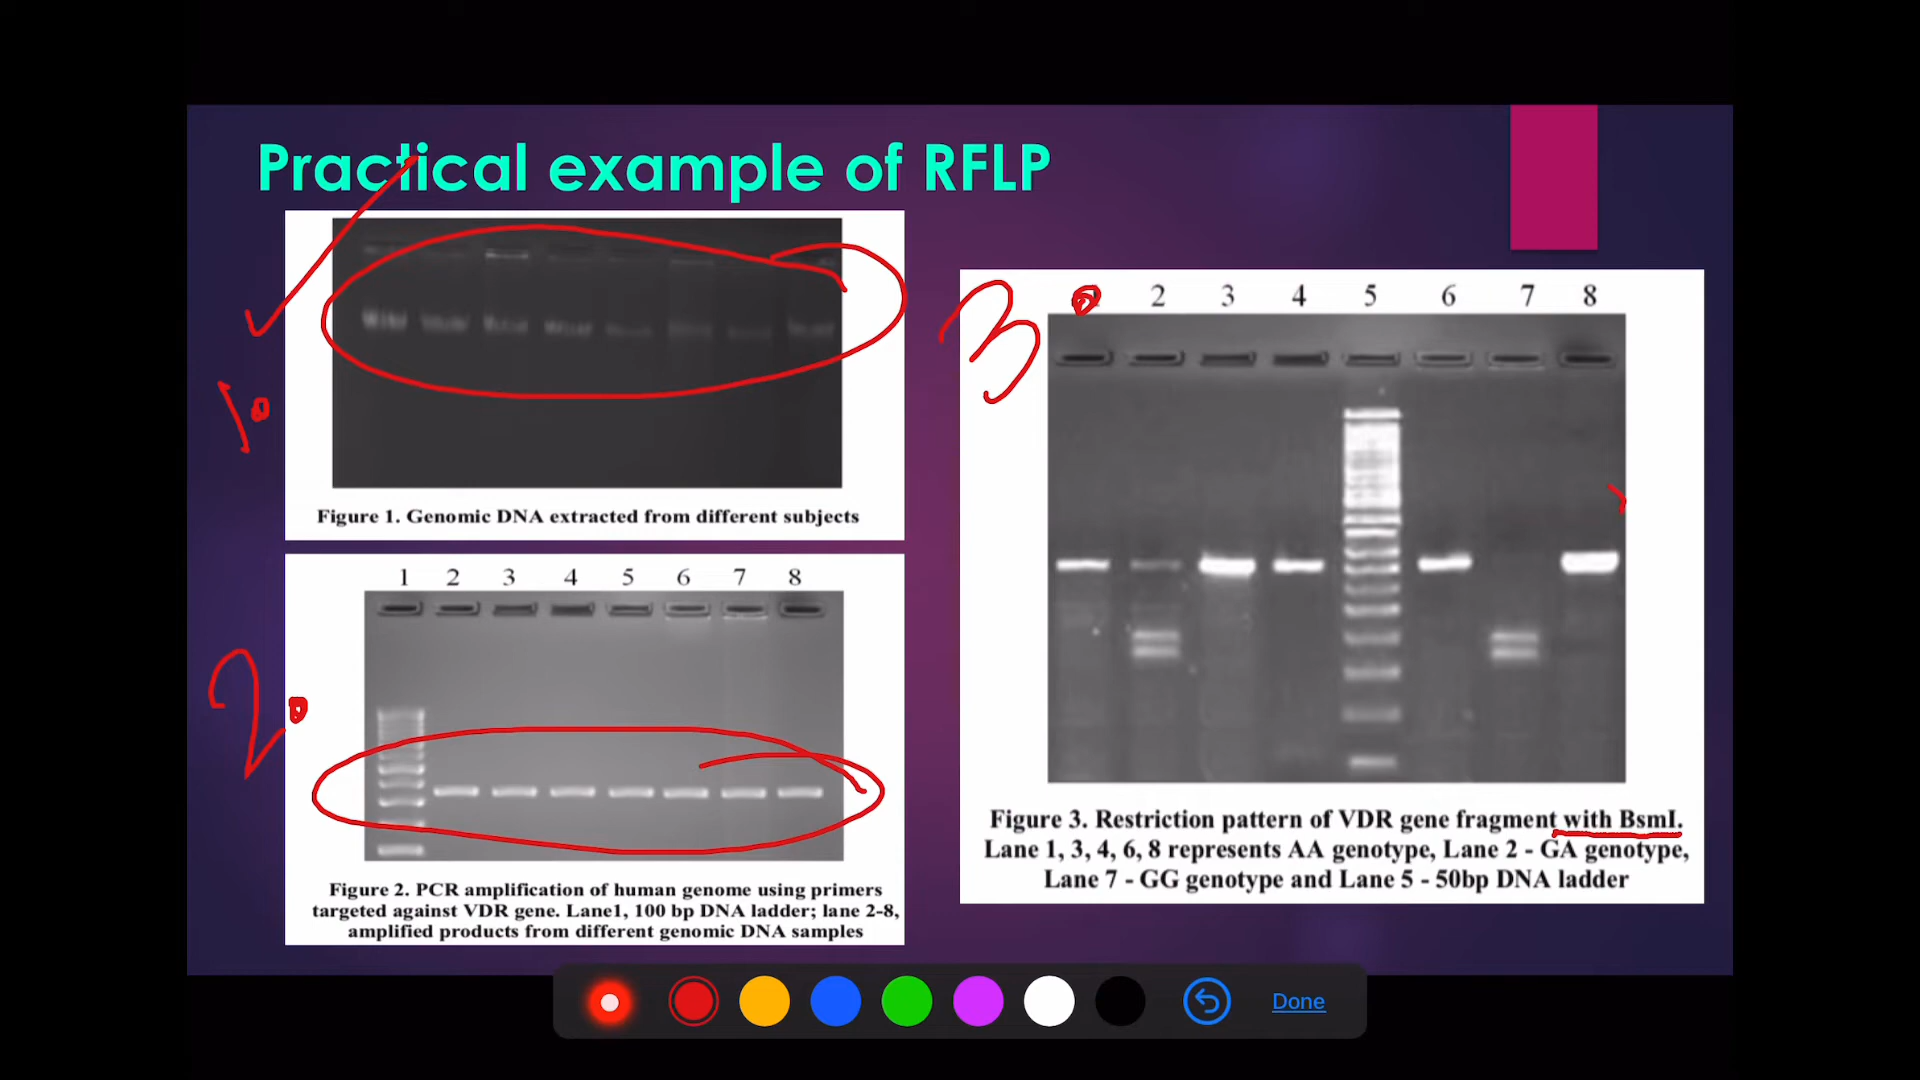 Practical example of RFLP
1.
Figure 1. Genomic DNA extracted from different subjects
2.
1 2 3 4 5 6 7 8
Figure 2. PCR amplification of human genome using primers
targeted against VDR gene. Lane1, 100 bp DNA ladder; lane 2-8,
amplified products from different genomic DNA samples
3.
2 3 4 5 6 7 8
Figure 3. Restriction pattern of VDR gene fragment with BsmI.
Lane 1, 3, 4, 6, 8 represents AA genotype, Lane 2 - GA genotype,
Lane 7 - GG genotype and Lane 5 - 50bp DNA ladder
Done